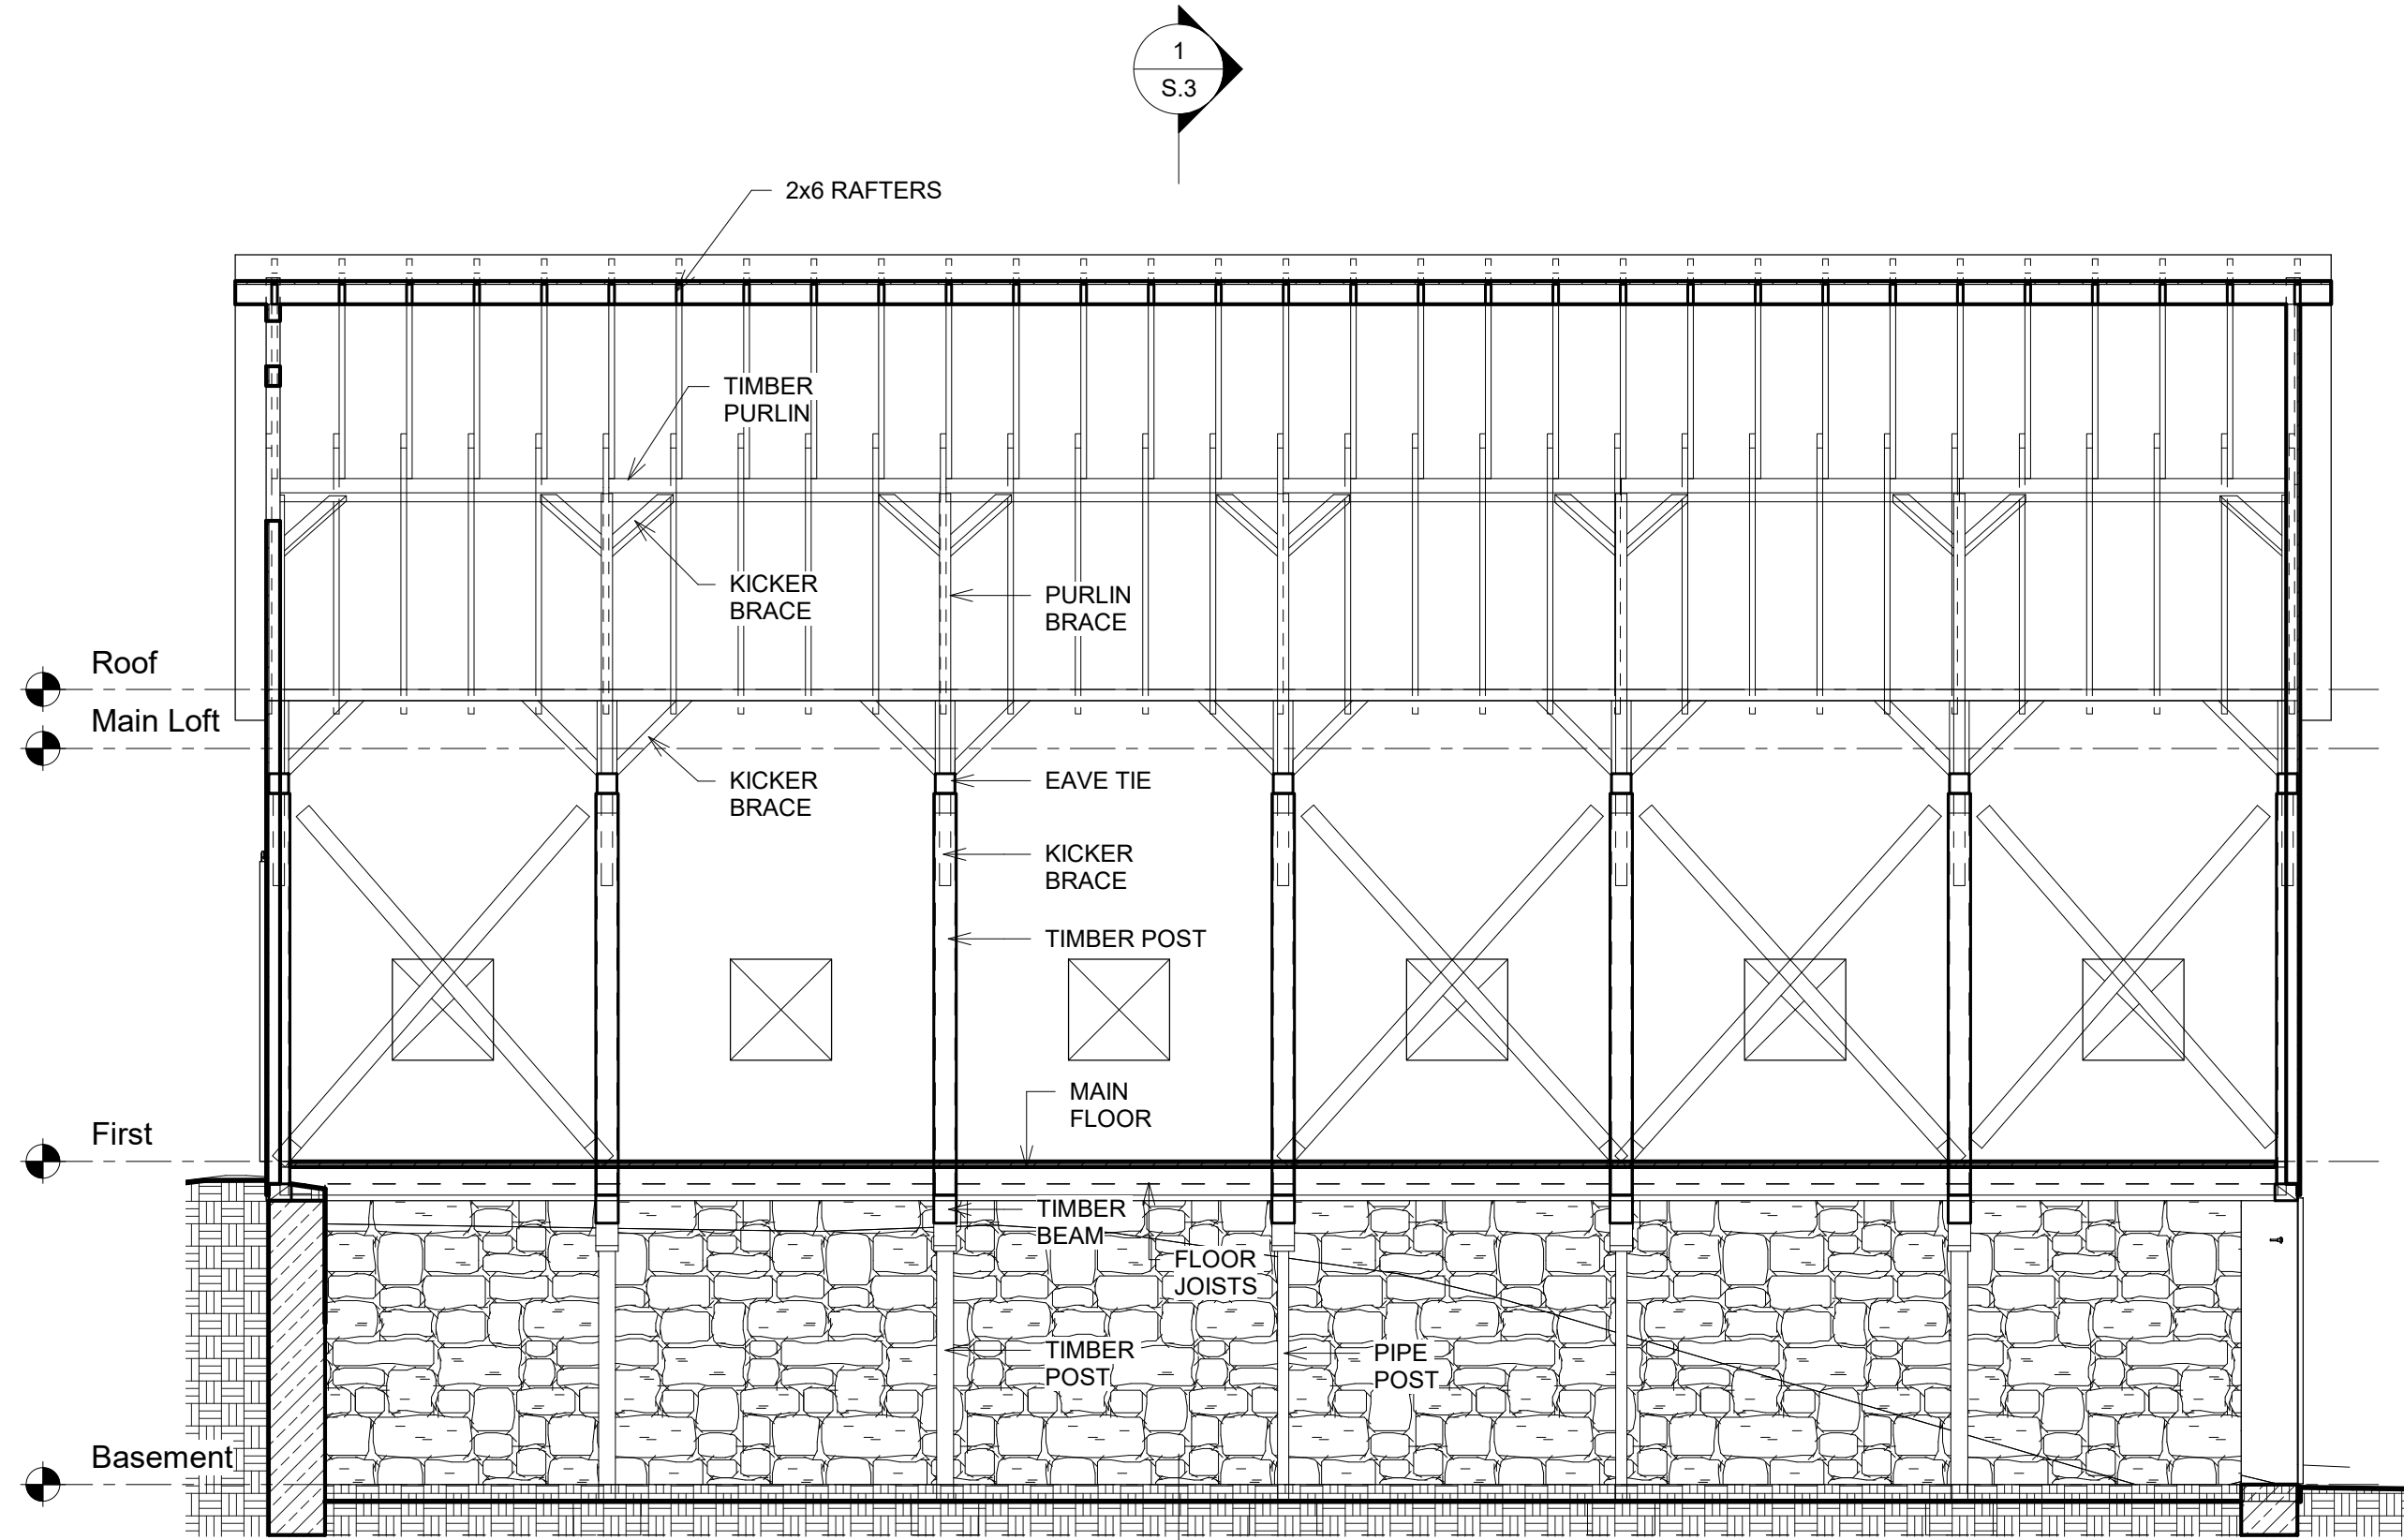 1
S.3
2x6 RAFTERS
TIMBER
PURLIN
KICKER
BRACE
PURLIN
BRACE
Roof
Main Loft
KICKER
BRACE
EAVE TIE
KICKER
BRACE
TIMBER POST
MAIN
FLOOR
First
TIMBER
BEAM
FLOOR
JOISTS
TIMBER
POST
PIPE
POST
Basement